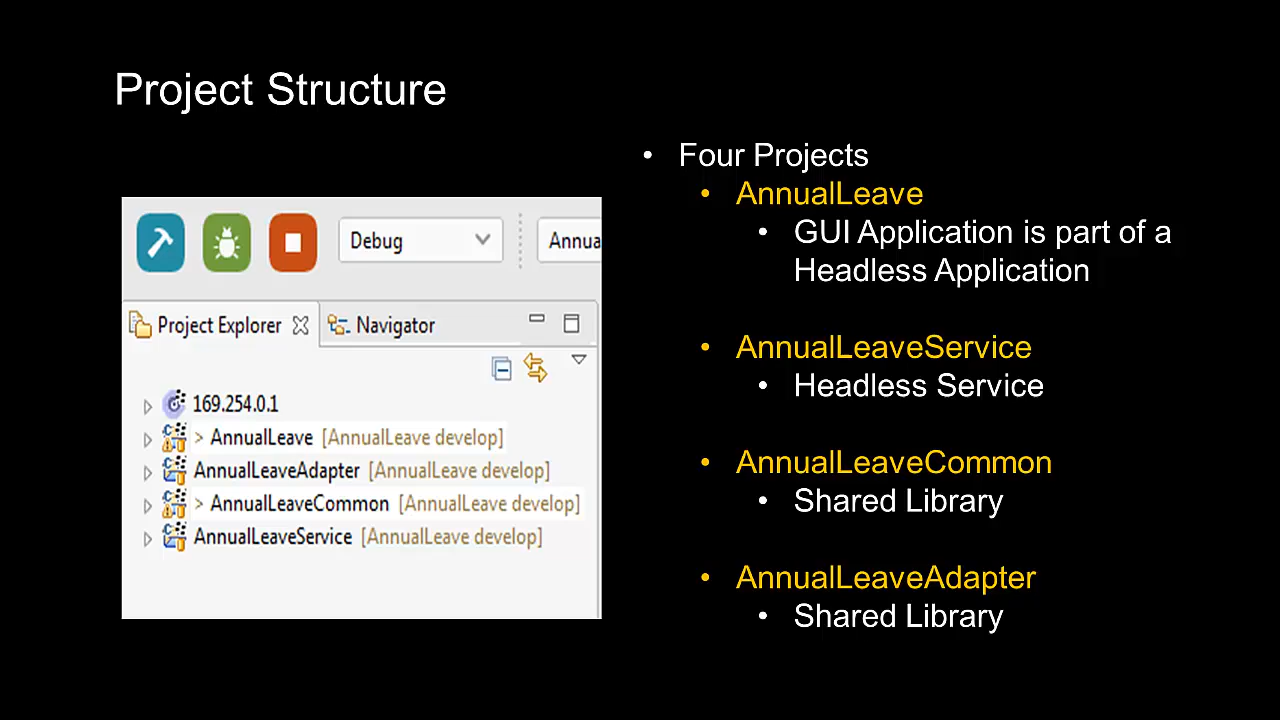 Project Structure
Debug
Annua
Project Explorer
Navigator
169.254.0.1
> AnnualLeave [AnnualLeave develop]
AnnualLeaveAdapter [AnnualLeave develop]
> AnnualLeaveCommon [AnnualLeave develop]
AnnualLeaveService [AnnualLeave develop]
• Four Projects
• AnnualLeave
• GUI Application is part of a
Headless Application
• AnnualLeaveService
• Headless Service
• AnnualLeaveCommon
• Shared Library
• AnnualLeaveAdapter
• Shared Library